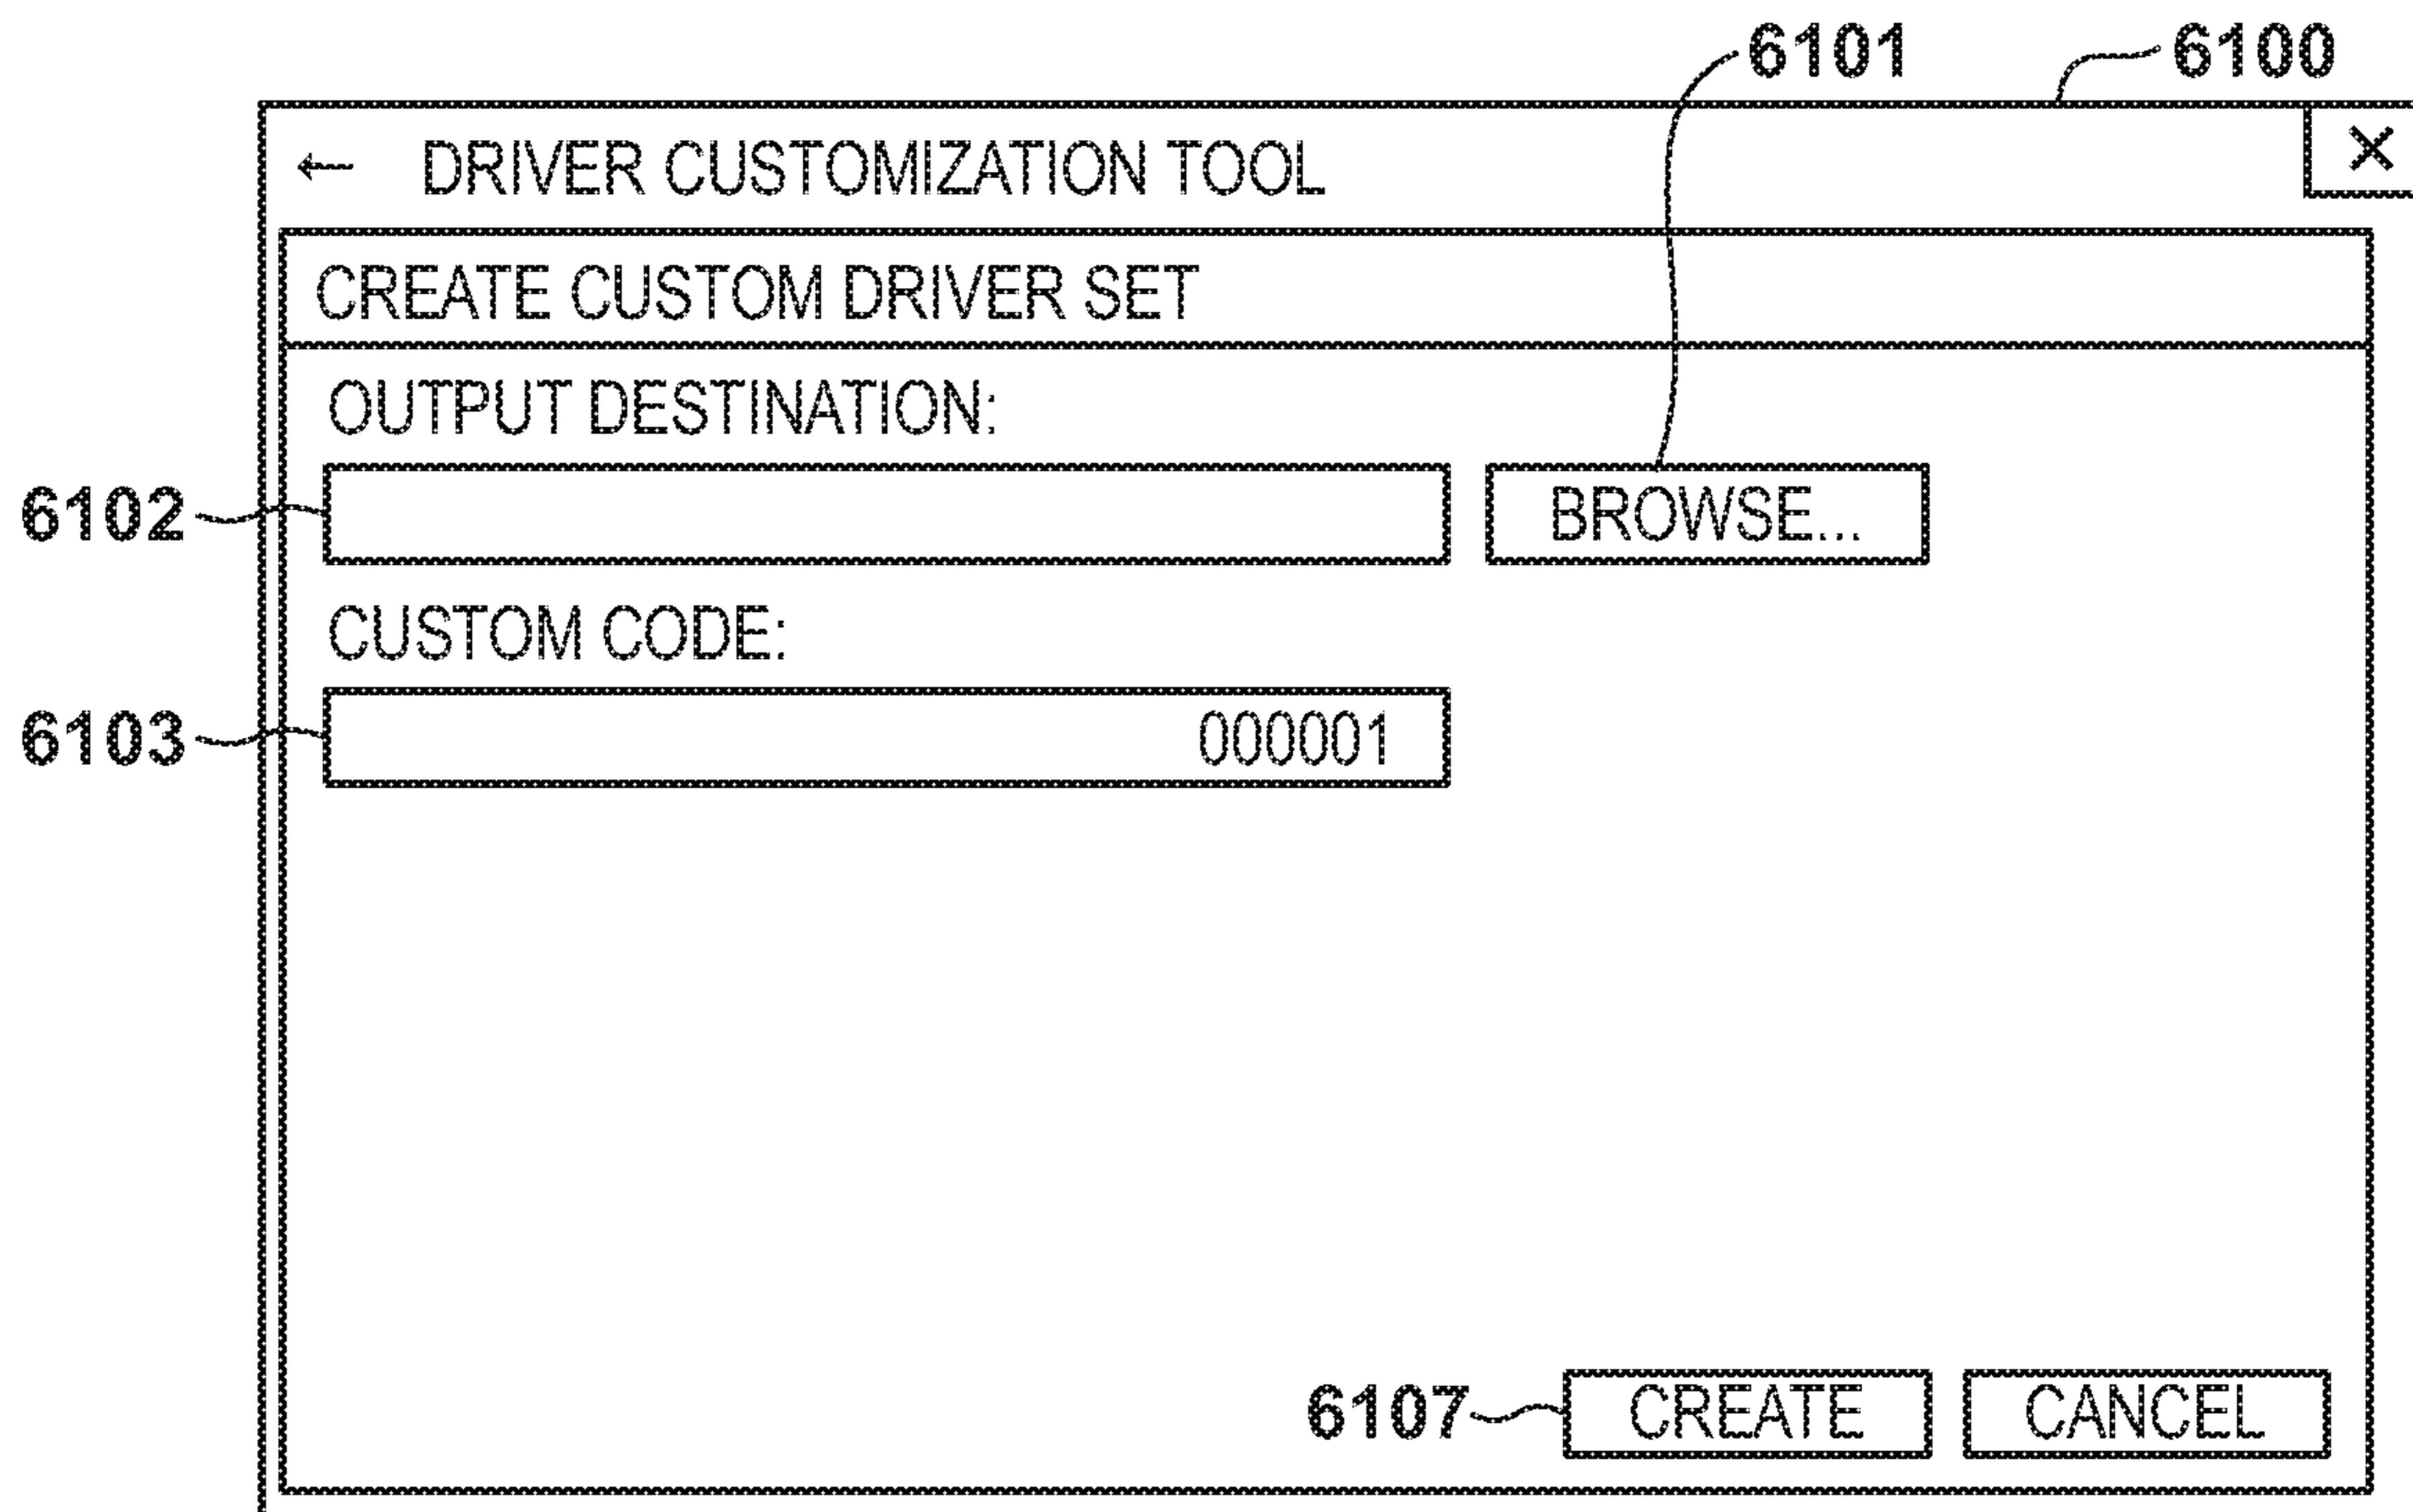 6101 6100
← DRIVER CUSTOMIZATION TOOL ×
CREATE CUSTOM DRIVER SET
OUTPUT DESTINATION:
6102 BROWSE...
CUSTOM CODE:
6103 000001
6107 CREATE CANCEL